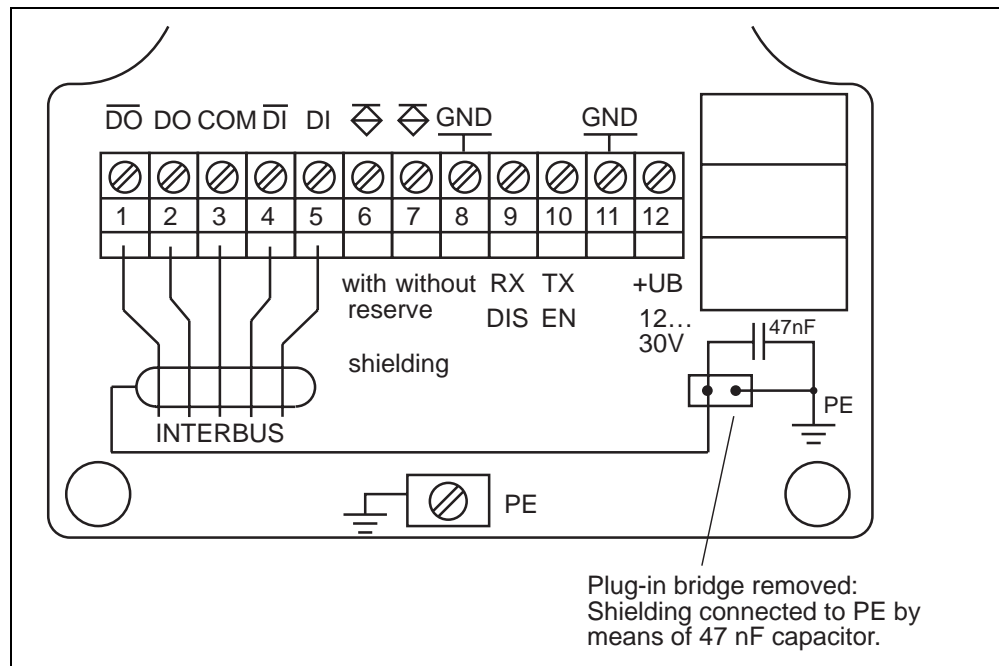 DO DO COM DI DI GND GND
1 2 3 4 5 6 7 8 9 10 11 12
with without RX TX +UB
reserve DIS EN 12…
30V
47nF
shielding
PE
INTERBUS
PE
Plug-in bridge removed:
Shielding connected to PE by
means of 47 nF capacitor.